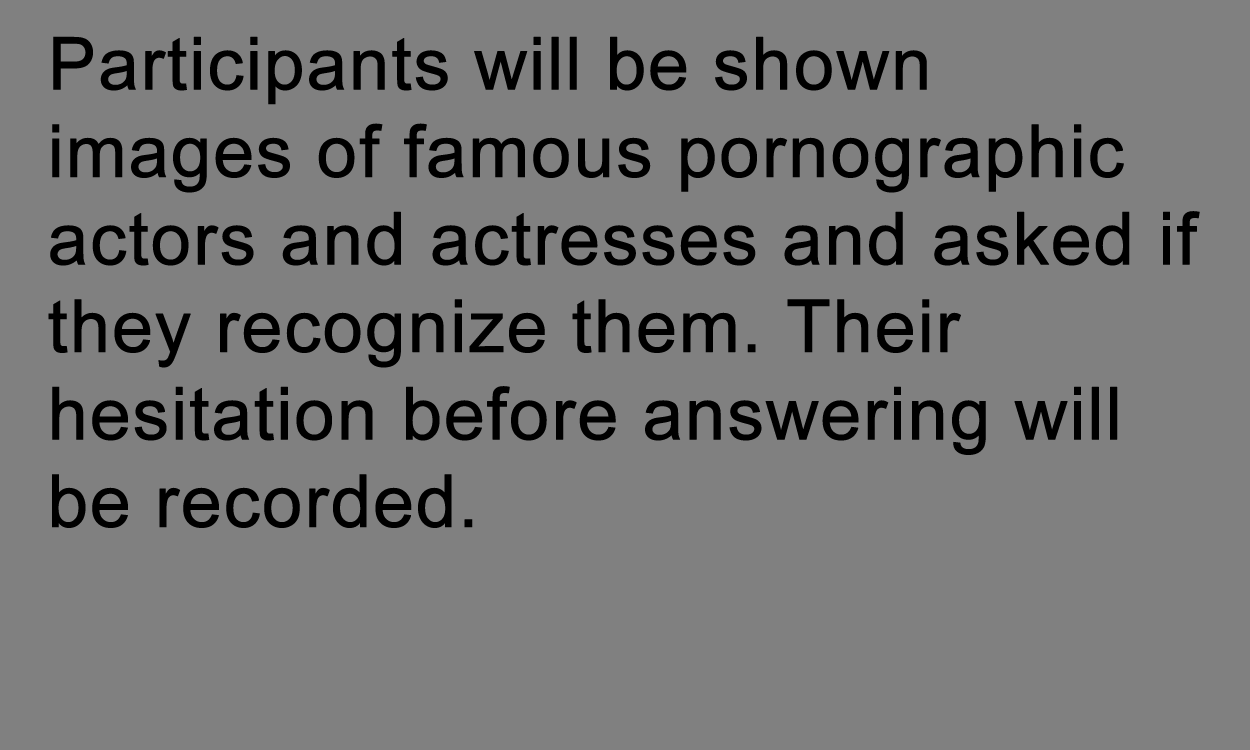 Participants will be shown
images of famous pornographic
actors and actresses and asked if
they recognize them. Their
hesitation before answering will
be recorded.